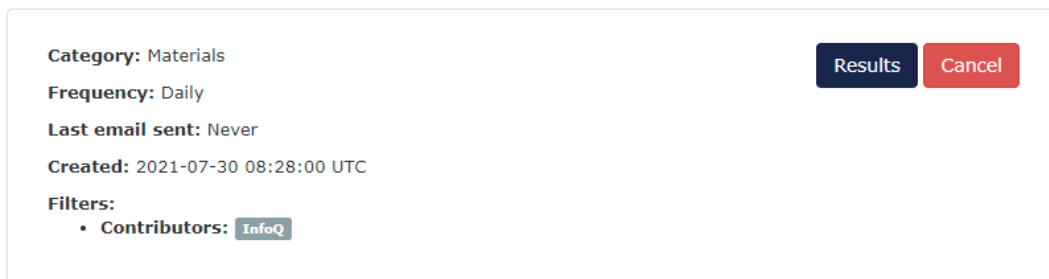 Category: Materials
Results
Cancel
Frequency: Daily
Last email sent: Never
Created: 2021-07-30 08:28:00 UTC
Filters:
• Contributors: InfoQ